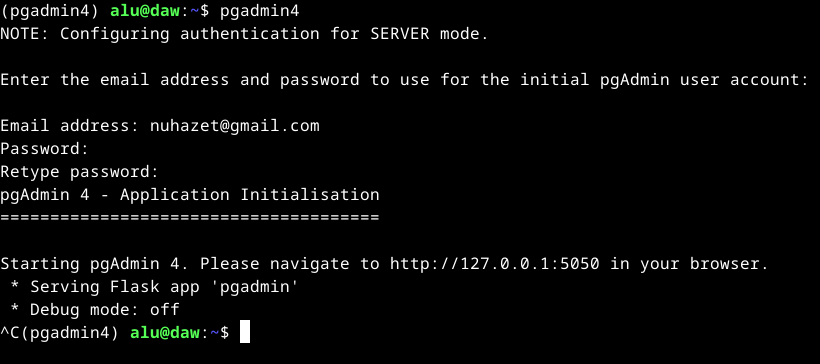 (pgadmin4) alu@daw:~$ pgadmin4
NOTE: Configuring authentication for SERVER mode.
Enter the email address and password to use for the initial pgAdmin user account:
Email address: nuhazet@gmail.com
Password:
Retype password:
pgAdmin 4 - Application Initialisation
======================================
Starting pgAdmin 4. Please navigate to http://127.0.0.1:5050 in your browser.
 * Serving Flask app 'pgadmin'
 * Debug mode: off
^C(pgadmin4) alu@daw:~$